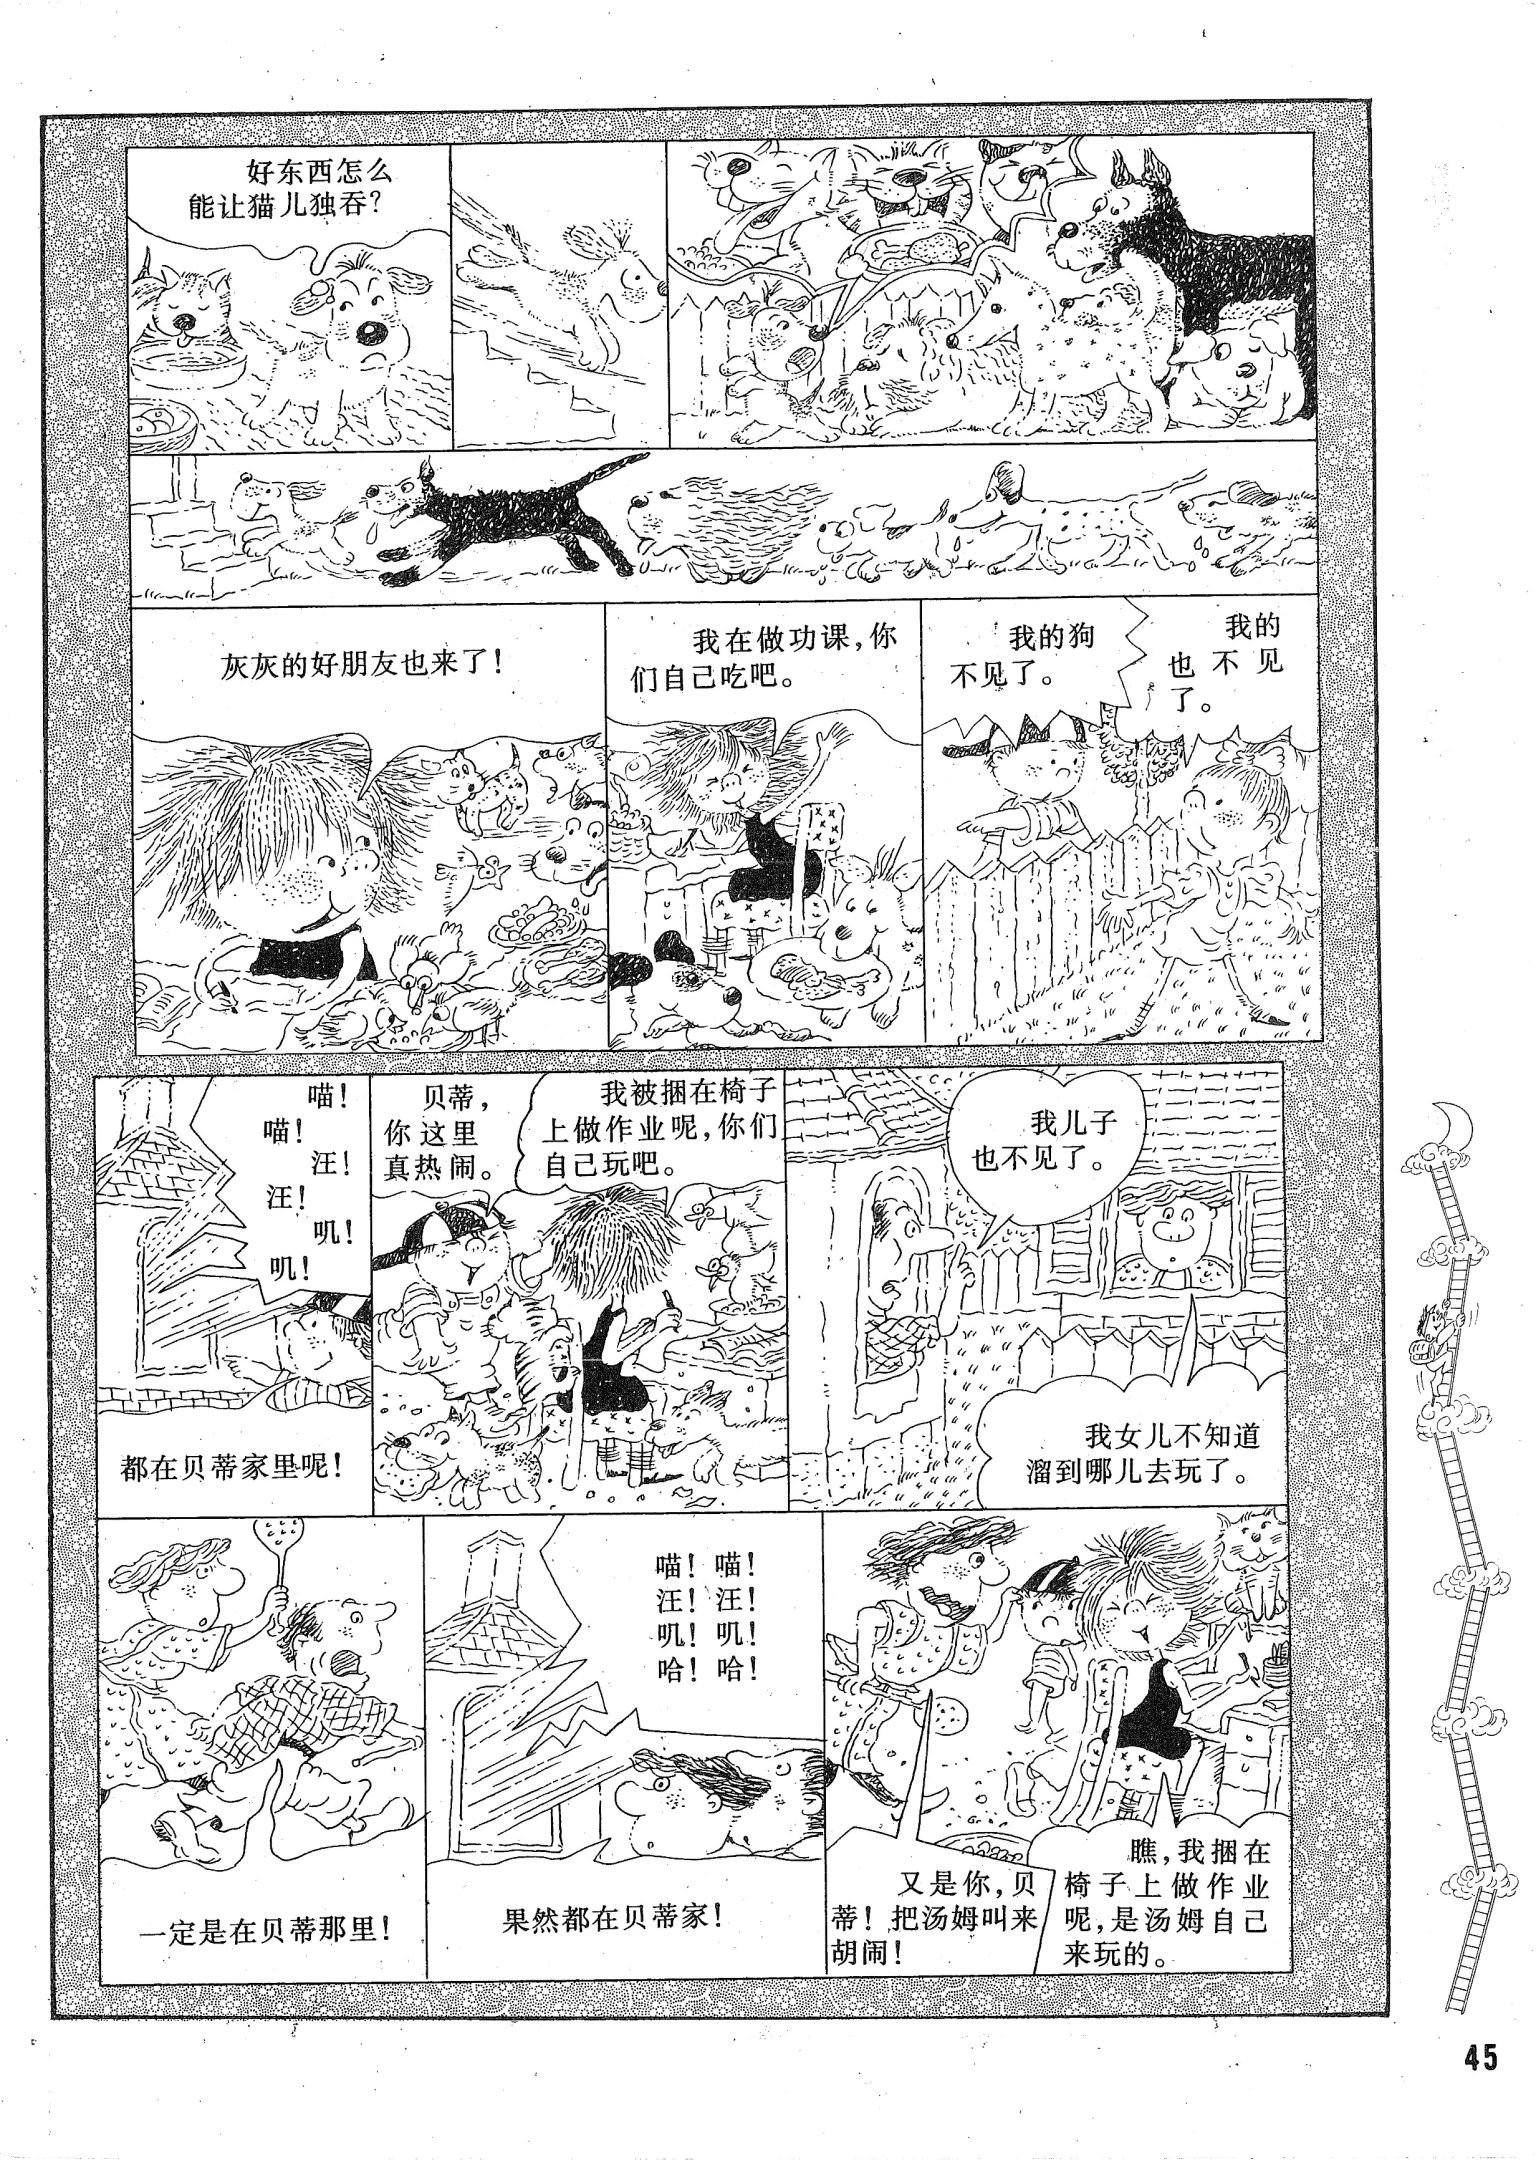 好东西怎么
能让猫儿独吞？
灰灰的好朋友也来了！
我在做功课，你
们自己吃吧。
我的狗
不见了。
我的
也不见
了。
喵！
喵！
汪！
汪！
叽！
叽！
都在贝蒂家里呢！
贝蒂，
你这里
真热闹。
我被捆在椅子
上做作业呢，你们
自己玩吧。
我儿子
也不见了。
我女儿不知道
溜到哪儿去玩了。
一定是在贝蒂那里！
喵！喵！
汪！汪！
叽！叽！
哈！哈！
果然都在贝蒂家！
又是你，贝
蒂！把汤姆叫来
胡闹！
瞧，我捆在
椅子上做作业
呢，是汤姆自己
来玩的。
45